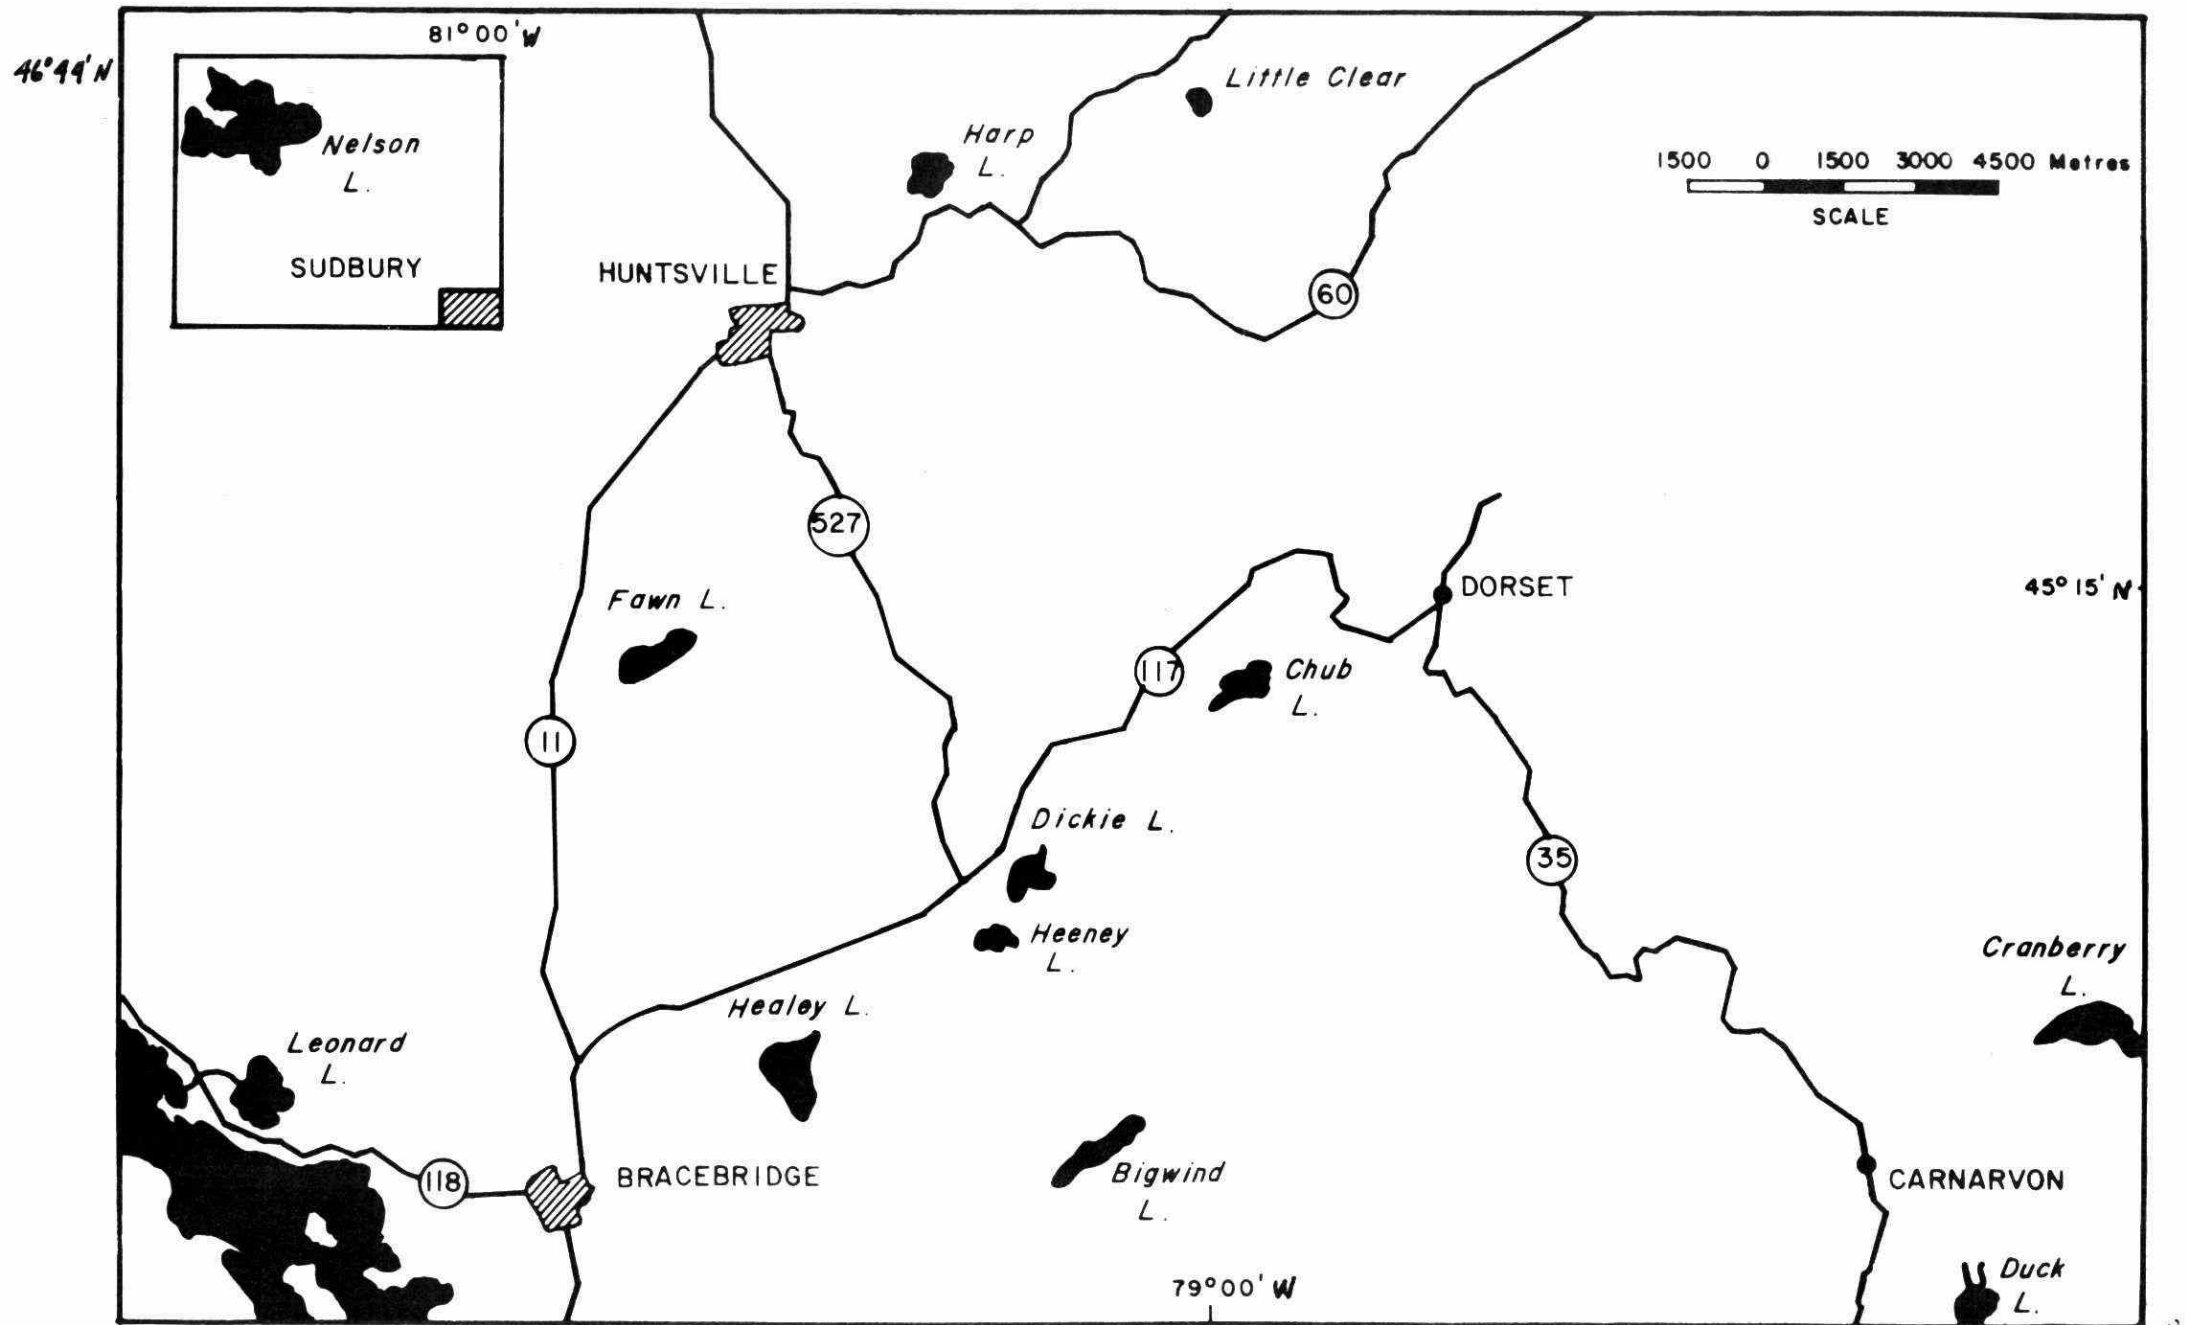 81°00'W
46°44'N
Nelson
L.
SUDBURY
Little Clear
Harp
L.
1500 0 1500 3000 4500 Metres
SCALE
HUNTSVILLE
60
527
45°15'N
DORSET
Fawn L.
117
Chub
L.
11
Dickie L.
35
Heeney
L.
Cranberry
L.
Healey L.
Leonard
L.
118
BRACEBRIDGE
Bigwind
L.
CARNARVON
79°00'W
Duck
L.